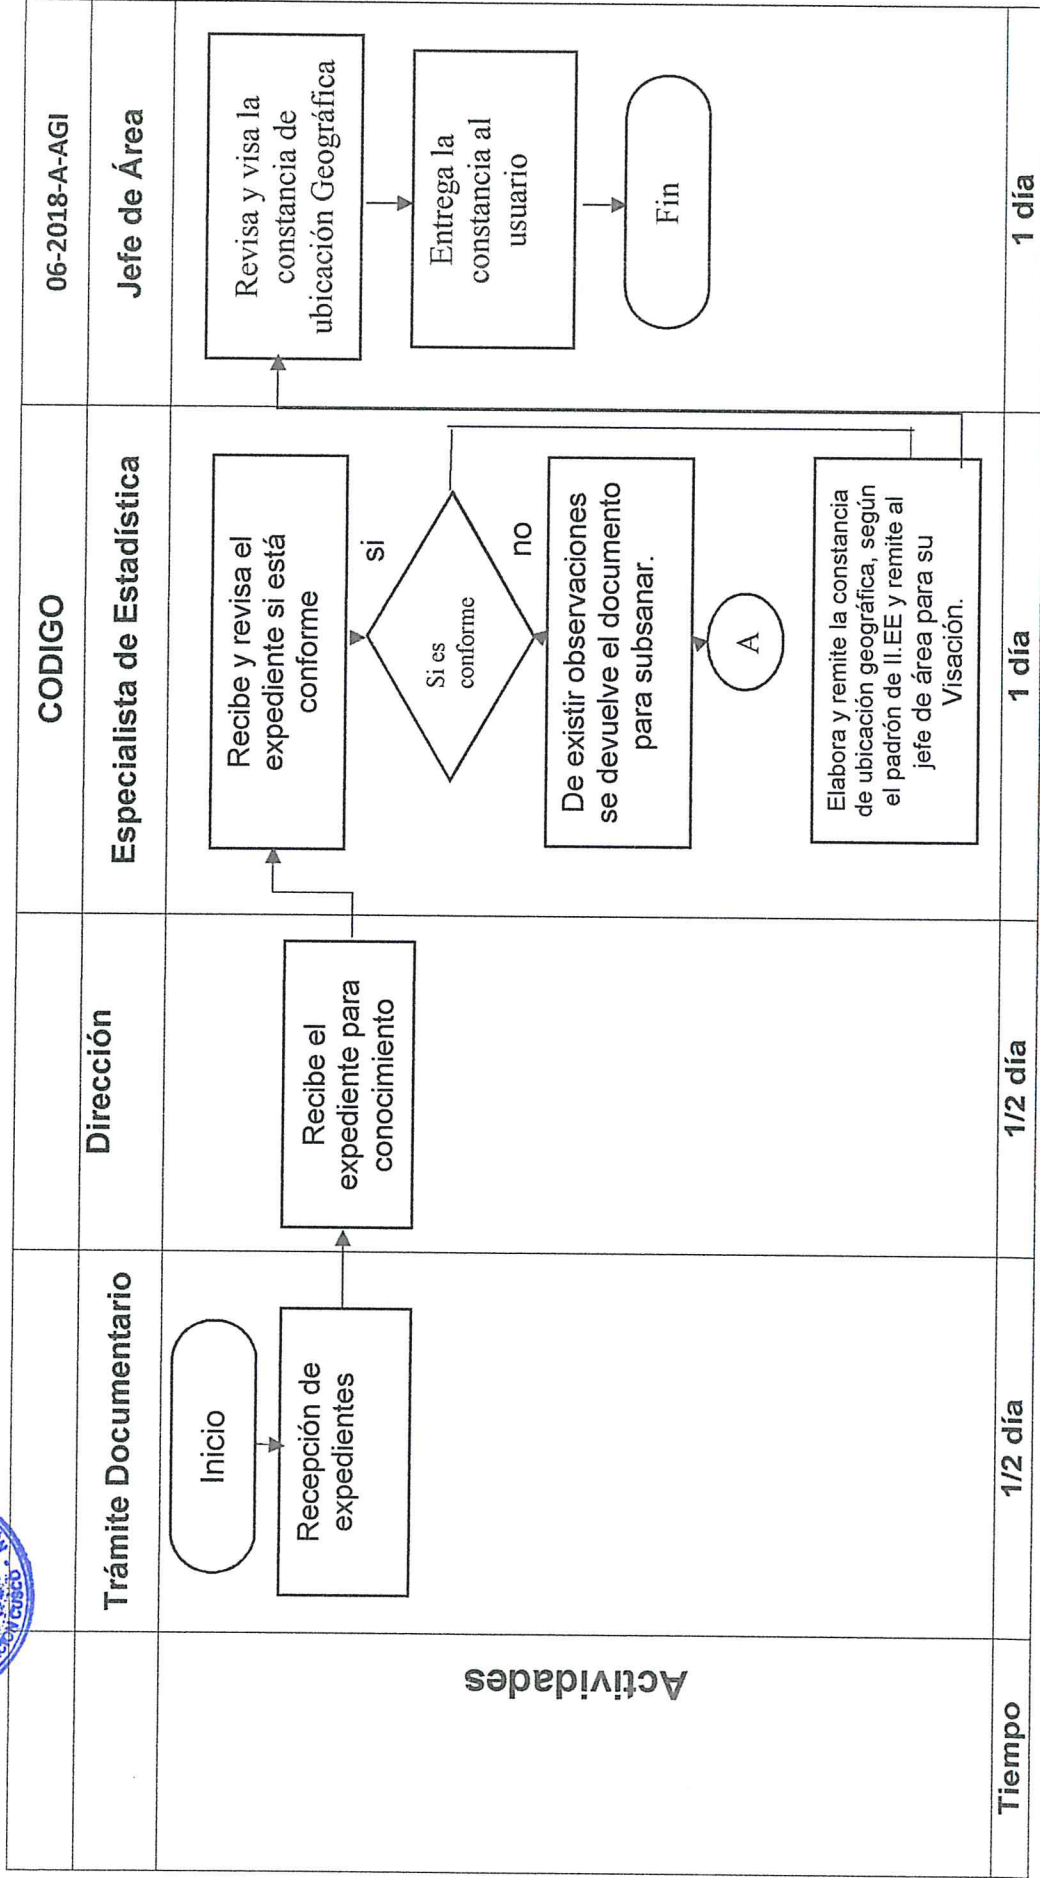 CODIGO
06-2018-A-AGI
Trámite Documentario
Dirección
Especialista de Estadística
Jefe de Área
Actividades
Inicio
Recepción de
expedientes
Recibe el
expediente para
conocimiento
Recibe y revisa el
expediente si está
conforme
si
Si es
conforme
no
De existir observaciones
se devuelve el documento
para subsanar.
A
Elabora y remite la constancia
de ubicación geográfica, según
el padrón de II.EE y remite al
jefe de área para su
Visación.
Revisa y visa la
constancia de
ubicación Geográfica
Entrega la
constancia al
usuario
Fin
Tiempo
1/2 día
1/2 día
1 día
1 día
CUSCO